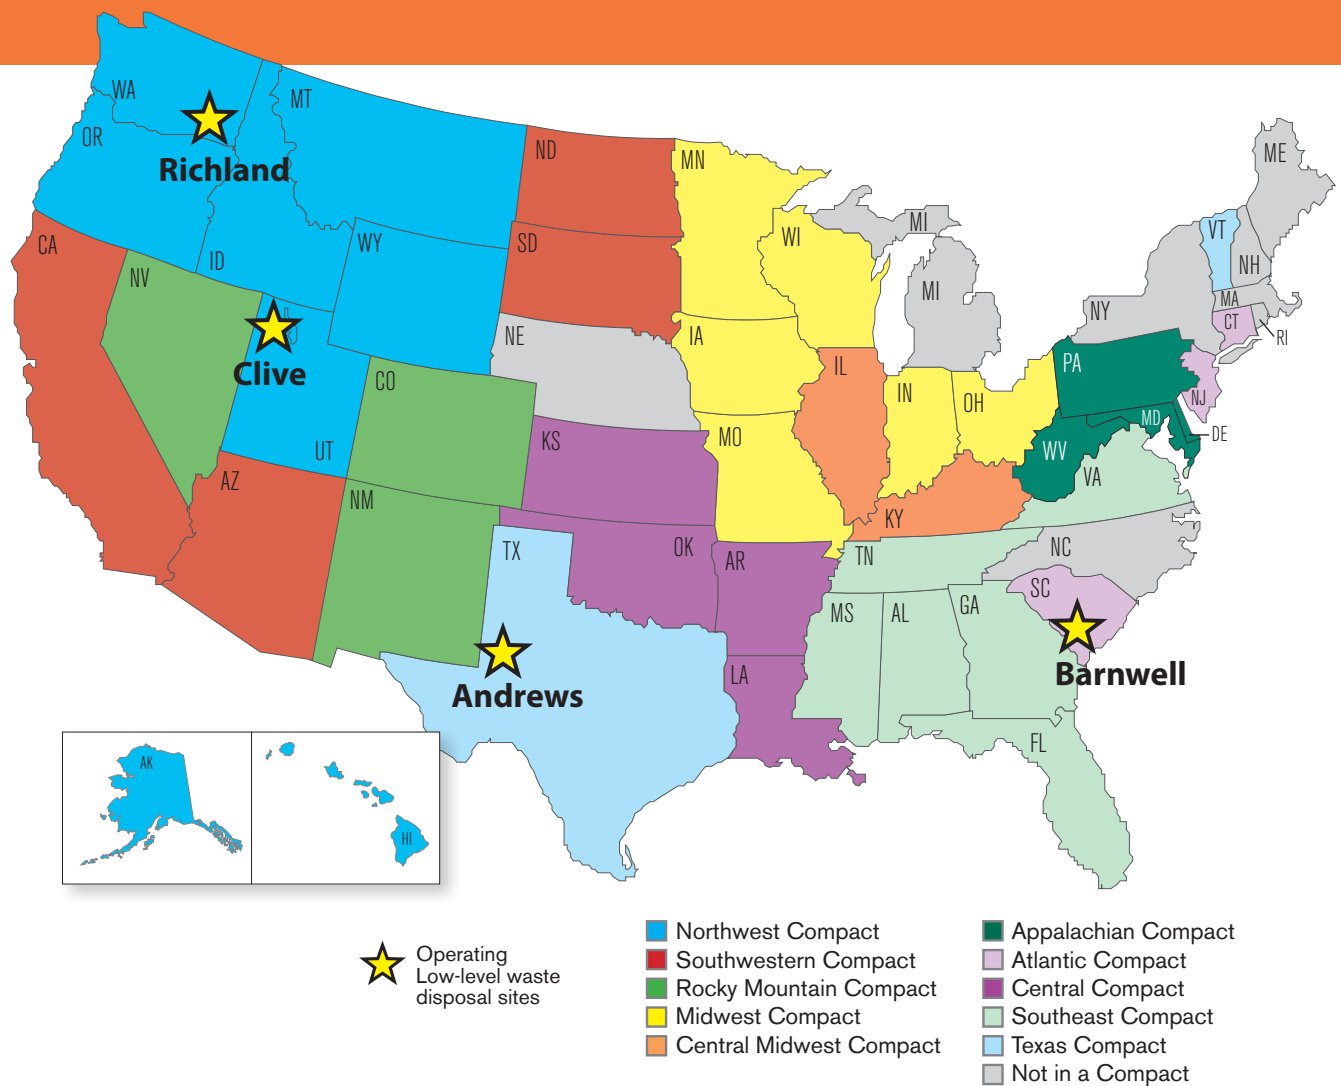 WA
MT
OR
ND
MN
ME
CA
WY
SD
WI
MI
VT
ID
NV
NH
MI
MA
NY
NE
IA
CT
RI
Richland
Clive
CO
IL
PA
IN
OH
NJ
MD
DE
KS
MO
UT
WV
VA
AZ
NM
KY
OK
TX
AR
TN
NC
SC
MS
AL
GA
LA
Andrews
Barnwell
FL
AK
HI
Operating
Low-level waste
disposal sites
Northwest Compact
Southwestern Compact
Rocky Mountain Compact
Midwest Compact
Central Midwest Compact
Appalachian Compact
Atlantic Compact
Central Compact
Southeast Compact
Texas Compact
Not in a Compact